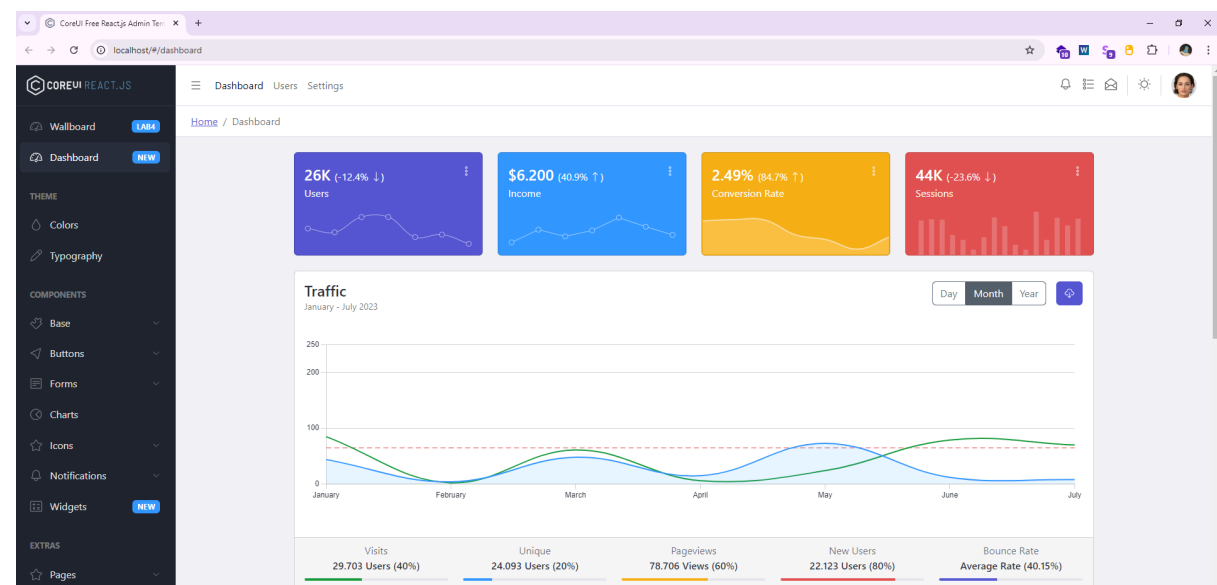 CoreUI Free React.js Admin Tem
localhost/#/dashboard
10 W S 9
COREUI REACT.JS
Dashboard Users Settings
Home / Dashboard
Wallboard LAB4
Dashboard NEW
THEME
Colors
Typography
COMPONENTS
Base
Buttons
Forms
Charts
Icons
Notifications
Widgets NEW
EXTRAS
Pages
26K (-12.4% ↓)
Users
$6.200 (40.9% ↑)
Income
2.49% (84.7% ↑)
Conversion Rate
44K (-23.6% ↓)
Sessions
Traffic
January - July 2023
Day Month Year
250
200
100
0
January February March April May June July
Visits
29.703 Users (40%)
Unique
24.093 Users (20%)
Pageviews
78.706 Views (60%)
New Users
22.123 Users (80%)
Bounce Rate
Average Rate (40.15%)